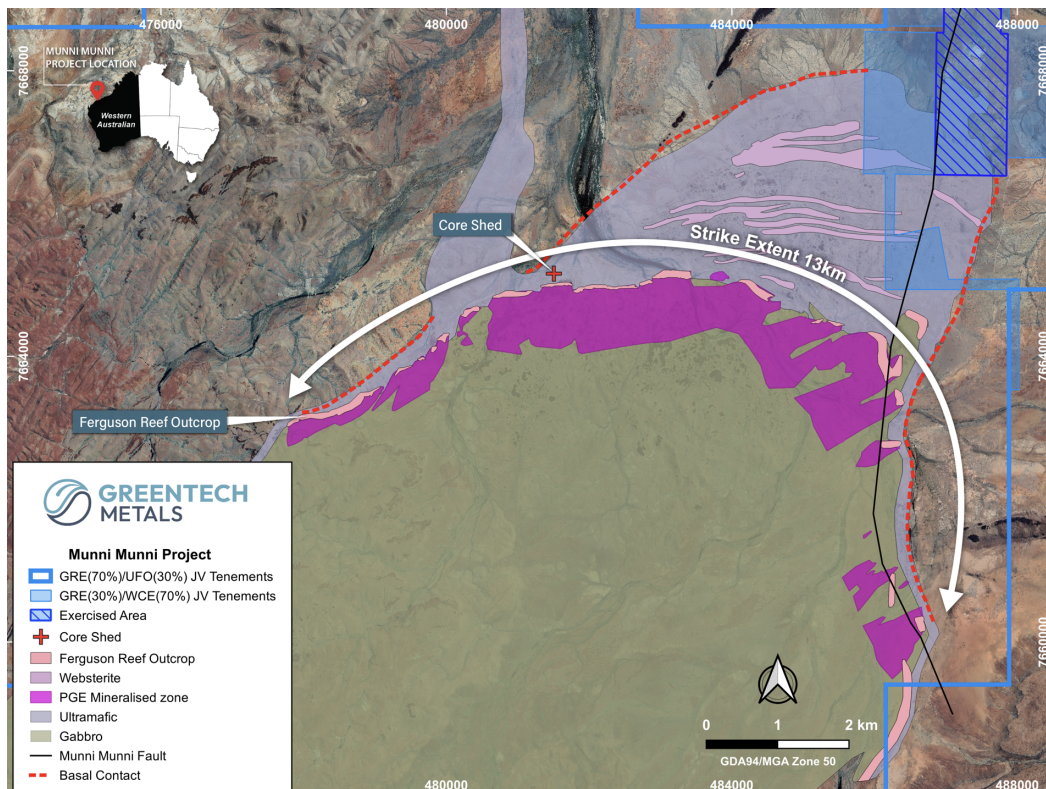 476000
480000
484000
488000
7668000
7668000
MUNNI MUNNI
PROJECT LOCATION
Western
Australian
Core Shed
Strike Extent 13km
7664000
7664000
Ferguson Reef Outcrop
GREENTECH
METALS
Munni Munni Project
GRE(70%)/UFO(30%) JV Tenements
GRE(30%)/WCE(70%) JV Tenements
Exercised Area
Core Shed
Ferguson Reef Outcrop
Websterite
PGE Mineralised zone
Ultramafic
Gabbro
Munni Munni Fault
Basal Contact
7660000
0 1 2 km
GDA94/MGA Zone 50
480000
484000
488000